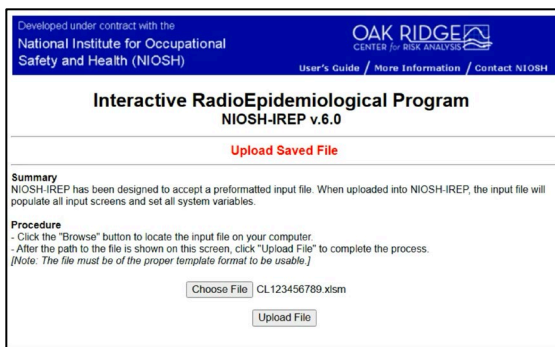 Developed under contract with the
National Institute for Occupational
Safety and Health (NIOSH)
OAK RIDGE
CENTER for RISK ANALYSIS
User's Guide / More Information / Contact NIOSH
Interactive RadioEpidemiological Program
NIOSH-IREP v.6.0
Upload Saved File
Summary
NIOSH-IREP has been designed to accept a preformatted input file. When uploaded into NIOSH-IREP, the input file will
populate all input screens and set all system variables.
Procedure
- Click the "Browse" button to locate the input file on your computer.
- After the path to the file is shown on this screen, click "Upload File" to complete the process.
[Note: The file must be of the proper template format to be usable.]
Choose File CL123456789.xlsm
Upload File